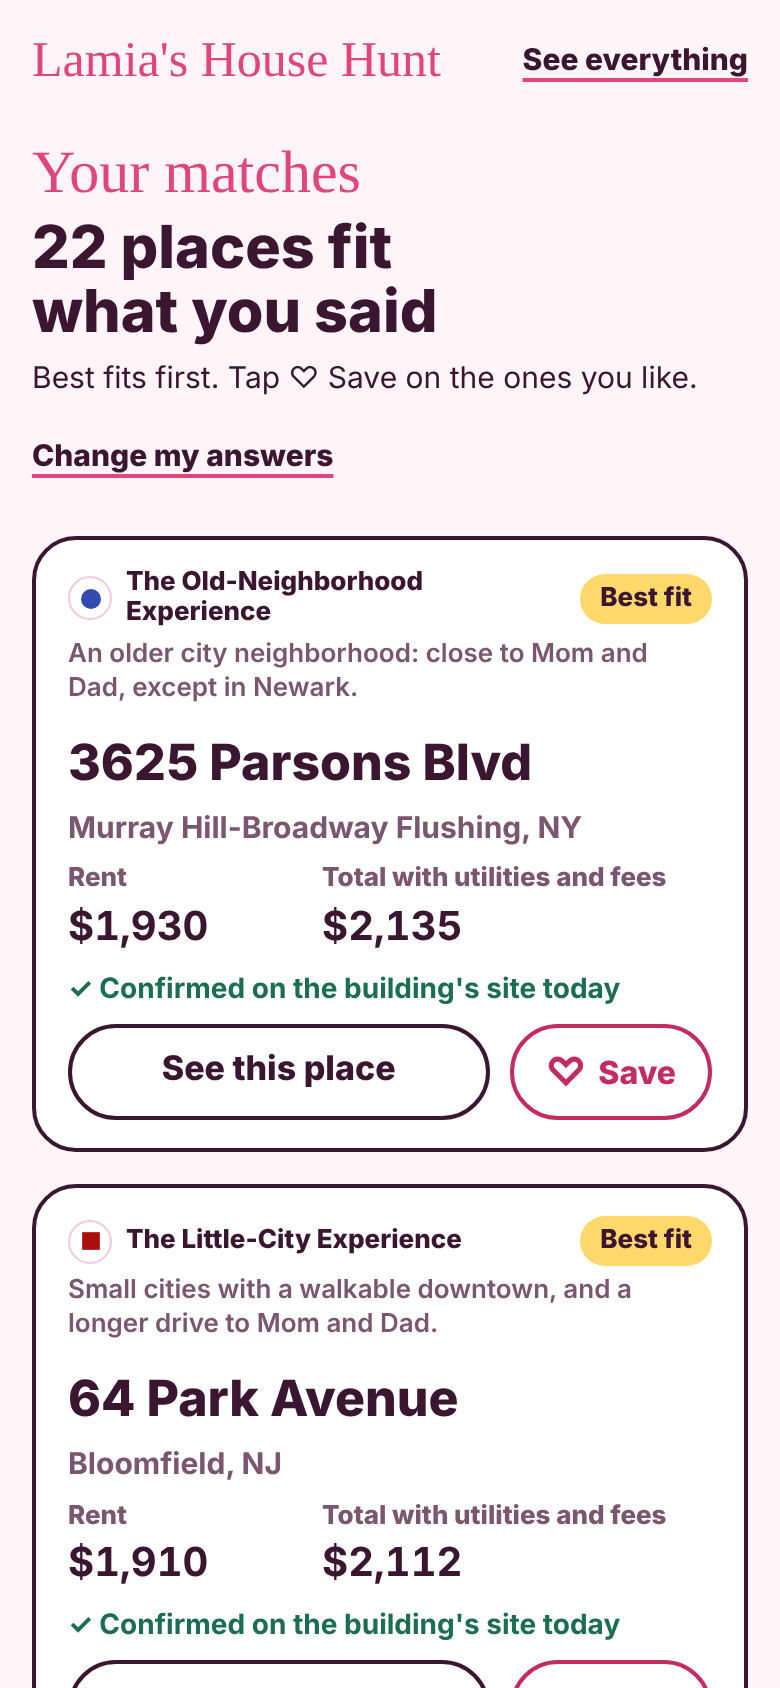 Lamia's House Hunt
See everything
Your matches
22 places fit
what you said
Best fits first. Tap ♡ Save on the ones you like.
Change my answers
The Old-Neighborhood
Experience
Best fit
An older city neighborhood: close to Mom and
Dad, except in Newark.
3625 Parsons Blvd
Murray Hill-Broadway Flushing, NY
Rent
Total with utilities and fees
$1,930
$2,135
✓ Confirmed on the building's site today
See this place
♡ Save
The Little-City Experience
Best fit
Small cities with a walkable downtown, and a
longer drive to Mom and Dad.
64 Park Avenue
Bloomfield, NJ
Rent
Total with utilities and fees
$1,910
$2,112
✓ Confirmed on the building's site today